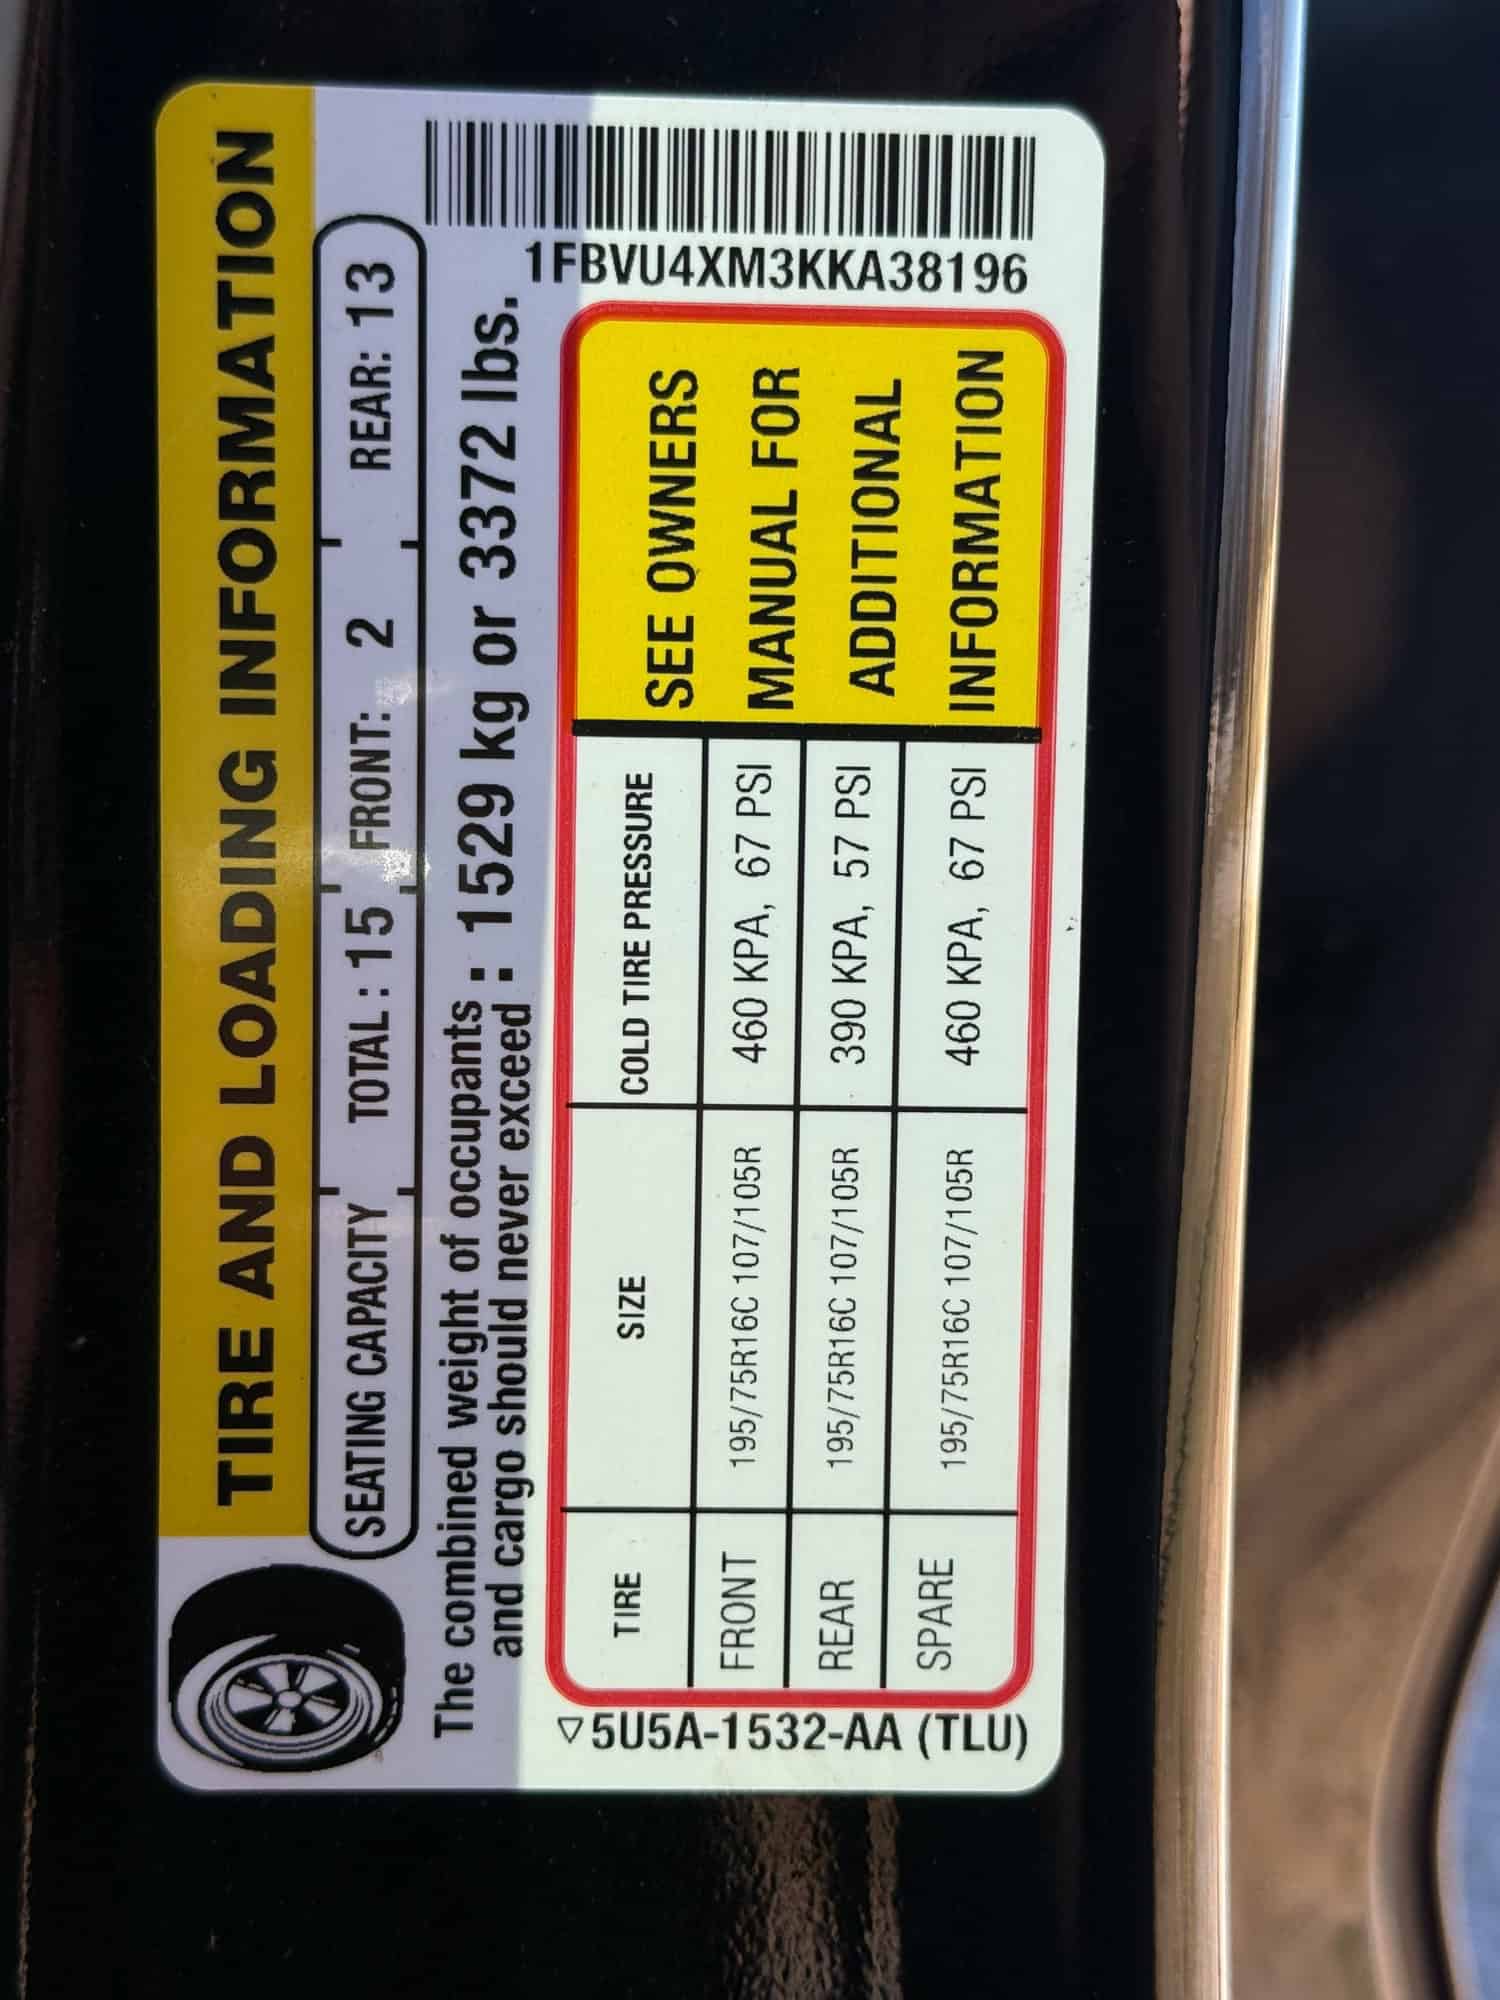 TIRE AND LOADING INFORMATION
SEATING CAPACITY TOTAL : 15 FRONT: 2 REAR: 13
The combined weight of occupants : 1529 kg or 3372 lbs.
and cargo should never exceed :
TIRE SIZE COLD TIRE PRESSURE
FRONT 195/75R16C 107/105R 460 KPA, 67 PSI
REAR 195/75R16C 107/105R 390 KPA, 57 PSI
SPARE 195/75R16C 107/105R 460 KPA, 67 PSI
SEE OWNERS
MANUAL FOR
ADDITIONAL
INFORMATION
1FBVU4XM3KKA38196
5U5A-1532-AA (TLU)